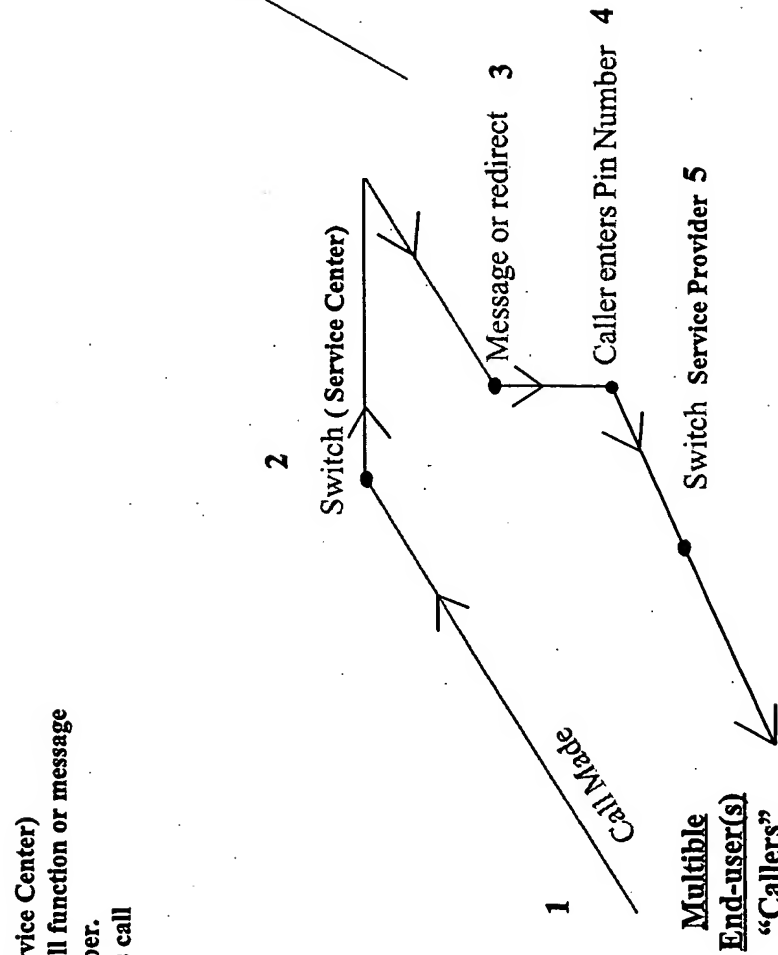 vice Center)
ll function or message
ber.
call
2
Switch ( Service Center)
Message or redirect 3
Caller enters Pin Number 4
Switch Service Provider 5
Call Made
1
Multible
End-user(s)
“Callers”